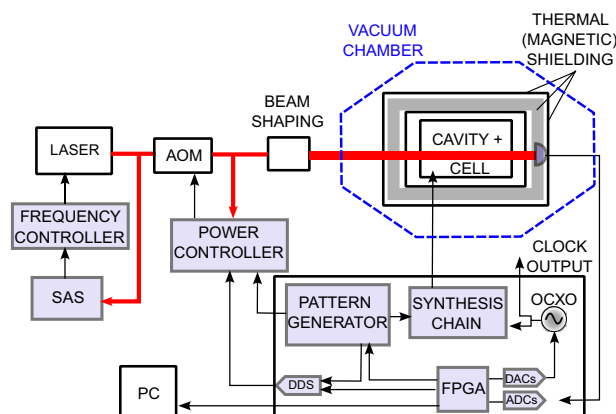 THERMAL
(MAGNETIC)
SHIELDING
VACUUM
CHAMBER
BEAM
SHAPING
LASER
AOM
CAVITY +
CELL
FREQUENCY
CONTROLLER
POWER
CONTROLLER
SAS
CLOCK
OUTPUT
PATTERN
GENERATOR
SYNTHESIS
CHAIN
OCXO
PC
DDS
FPGA
DACs
ADCs